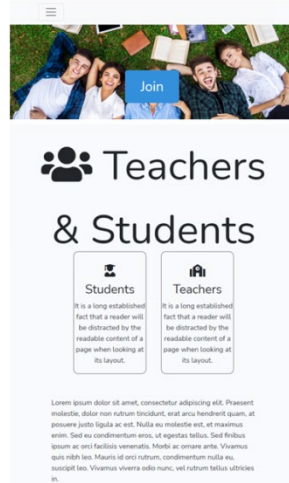 Join
Teachers
& Students
Students
It is a long established
fact that a reader will
be distracted by the
readable content of a
page when looking at
its layout.
Teachers
It is a long established
fact that a reader will
be distracted by the
readable content of a
page when looking at
its layout.
Lorem ipsum dolor sit amet, consectetur adipiscing elit. Praesent
molestie, dolor non rutrum tincidunt, erat arcu hendrerit quam, at
posuere justo ligula ac est. Nulla eu molestie est, et maximus
enim. Sed eu condimentum eros, ut egestas tellus. Sed finibus
ipsum ac orci facilisis venenatis. Morbi ac ornare ante. Vivamus
quis nibh leo. Mauris id orci rutrum, condimentum nulla eu,
suscipit leo. Vivamus viverra odio nunc, vel rutrum tellus ultricies
in.